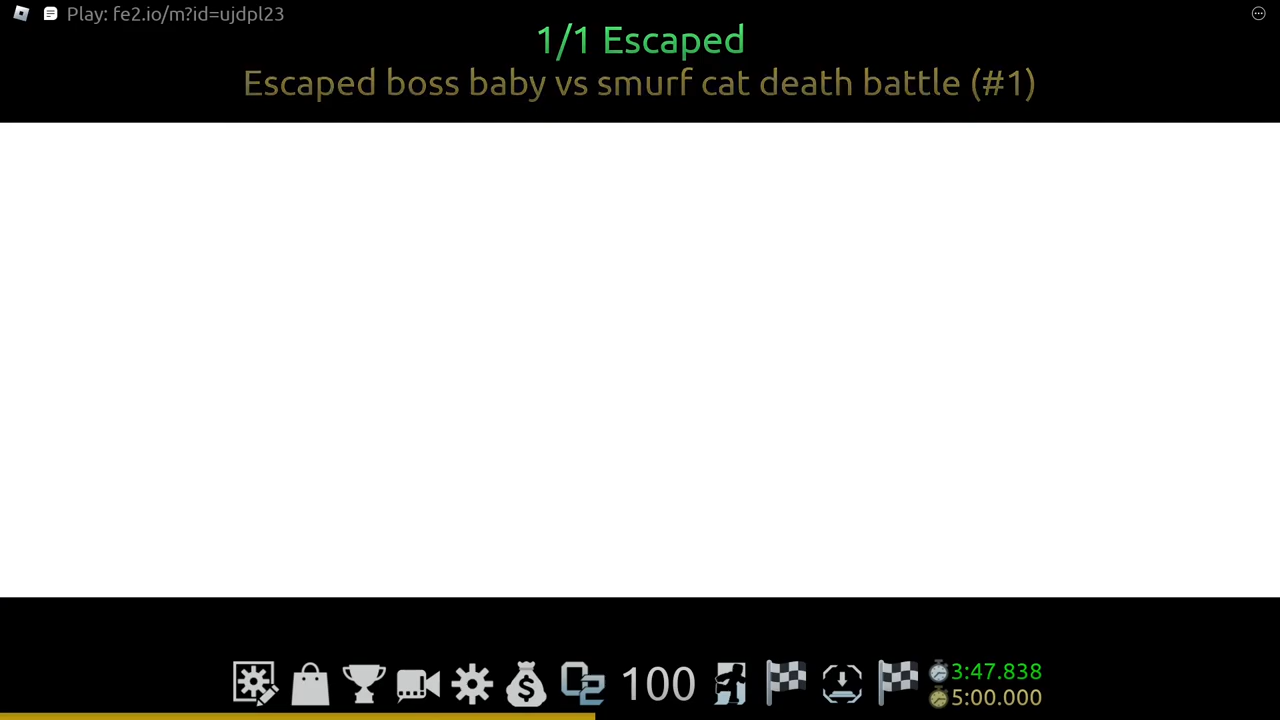 Play: fe2.io/m?id=ujdpl23
1/1 Escaped
Escaped boss baby vs smurf cat death battle (#1)
O2 100 3:47.838
5:00.000